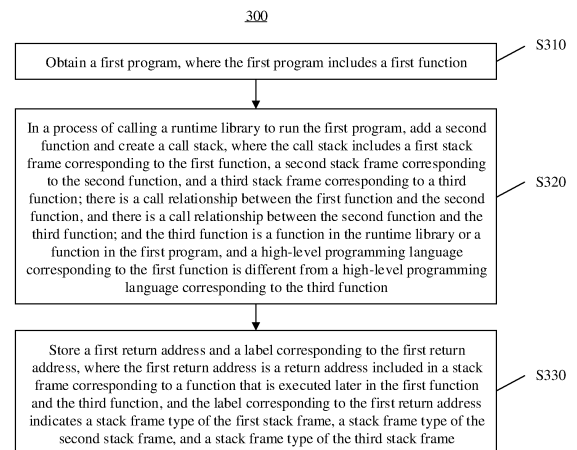 300
Obtain a first program, where the first program includes a first function
S310
In a process of calling a runtime library to run the first program, add a second
function and create a call stack, where the call stack includes a first stack
frame corresponding to the first function, a second stack frame corresponding
to the second function, and a third stack frame corresponding to a third
function; there is a call relationship between the first function and the second
function, and there is a call relationship between the second function and the
third function; and the third function is a function in the runtime library or a
function in the first program, and a high-level programming language
corresponding to the first function is different from a high-level programming
language corresponding to the third function
S320
Store a first return address and a label corresponding to the first return
address, where the first return address is a return address included in a stack
frame corresponding to a function that is executed later in the first function
and the third function, and the label corresponding to the first return address
indicates a stack frame type of the first stack frame, a stack frame type of the
second stack frame, and a stack frame type of the third stack frame
S330